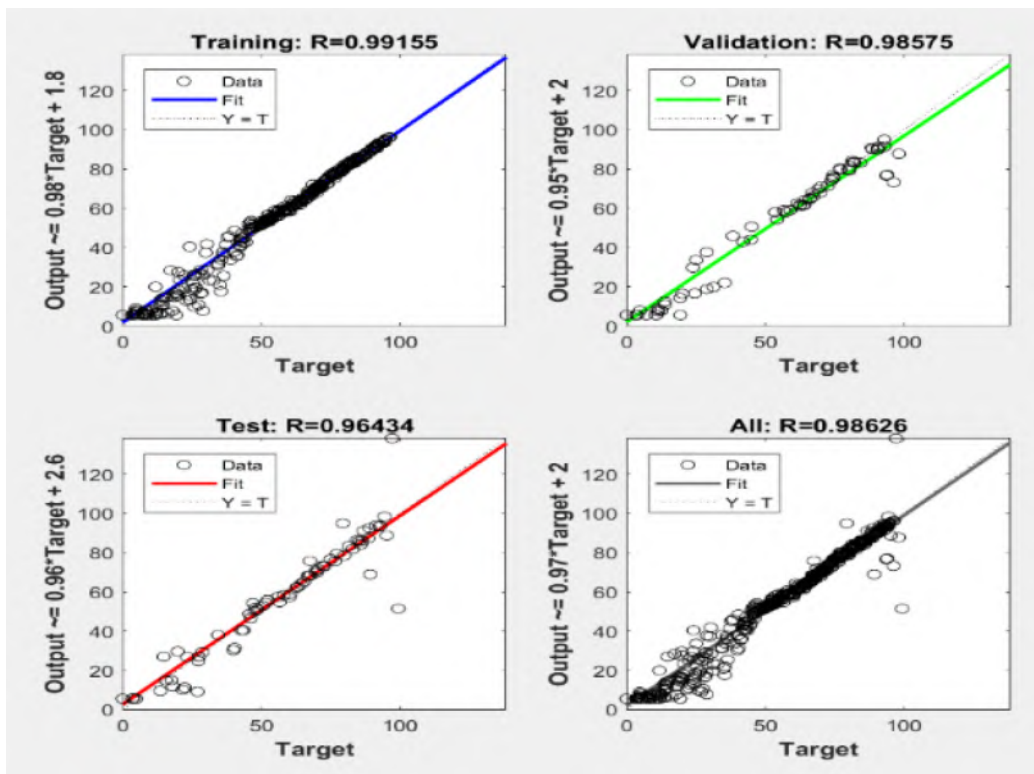 Training: R=0.99155
Output ~= 0.98*Target + 1.8
120
100
80
60
40
20
0
Data
Fit
Y = T
0
50
100
Target
Validation: R=0.98575
Output ~= 0.95*Target + 2
120
100
80
60
40
20
0
Data
Fit
Y = T
0
50
100
Target
Test: R=0.96434
Output ~= 0.96*Target + 2.6
120
100
80
60
40
20
0
Data
Fit
Y = T
0
50
100
Target
All: R=0.98626
Output ~= 0.97*Target + 2
120
100
80
60
40
20
0
Data
Fit
Y = T
0
50
100
Target